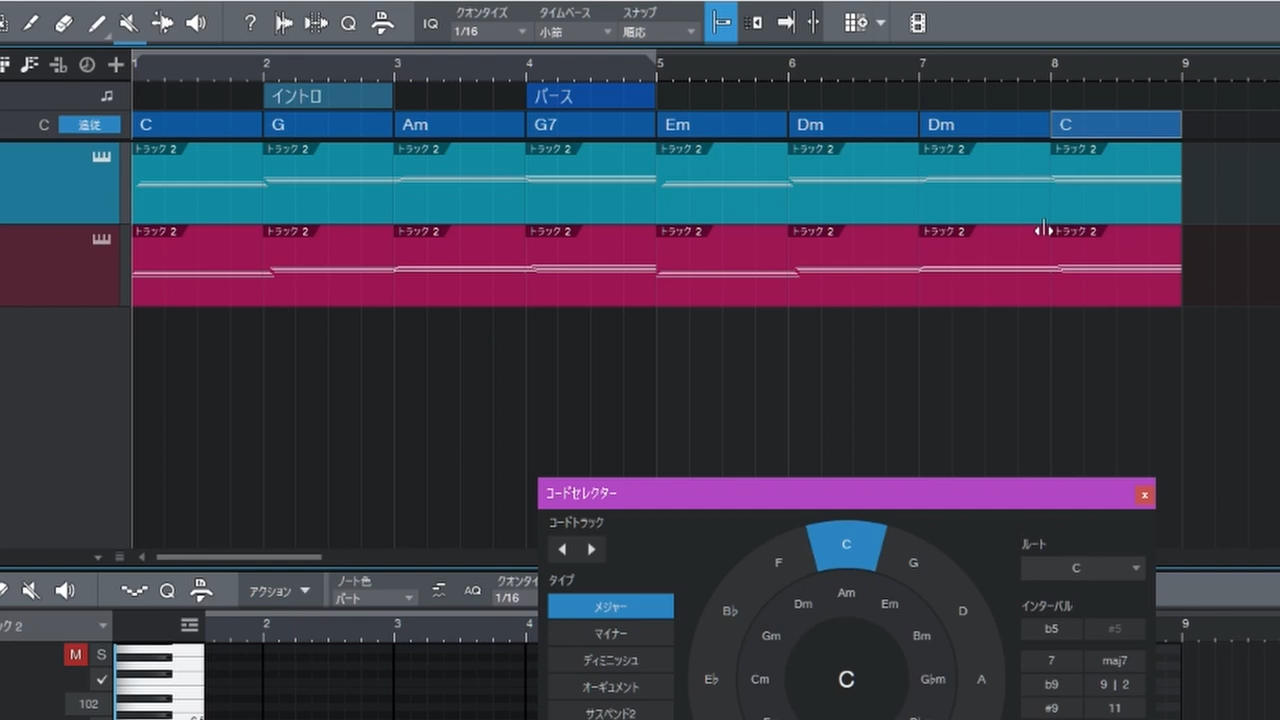 ? IQ クオンタイズ タイムベース スナップ
1/16 小節 順応
1 2 3 4 5 6 7 8 9
イントロ バース
C 追従 C G Am G7 Em Dm Dm C
トラック 2 トラック 2 トラック 2 トラック 2 トラック 2 トラック 2 トラック 2 トラック 2
トラック 2 トラック 2 トラック 2 トラック 2 トラック 2 トラック 2 トラック 2 トラック 2
コードセレクター x
コードトラック
ルート
C
タイプ
メジャー
マイナー
ディミニッシュ
オーギュメント
サスペンド2
C
F G
B♭ D
E♭ A
Am
Dm Em
Gm Bm
Cm G♭m
C
インターバル
b5 #5
7 maj7
b9 9 | 2
#9 11
アクション ノート色 AQ
パート 1/16
ック 2 2 3 4 9
M S
102